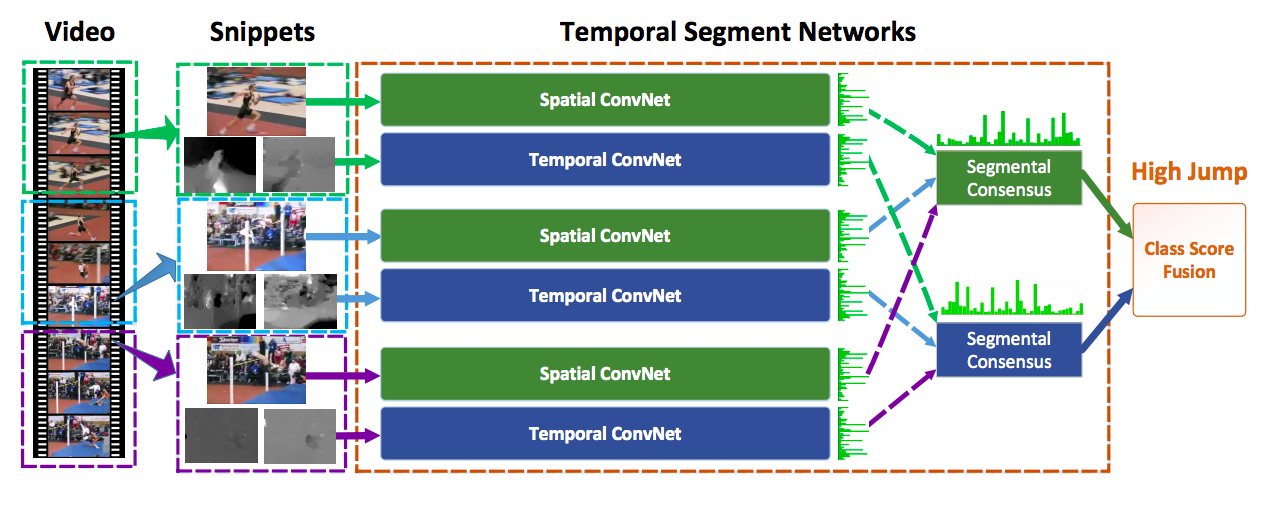 Video
Snippets
Temporal Segment Networks
Spatial ConvNet
Temporal ConvNet
Segmental
Consensus
Spatial ConvNet
Temporal ConvNet
High Jump
Class Score
Fusion
Segmental
Consensus
Spatial ConvNet
Temporal ConvNet